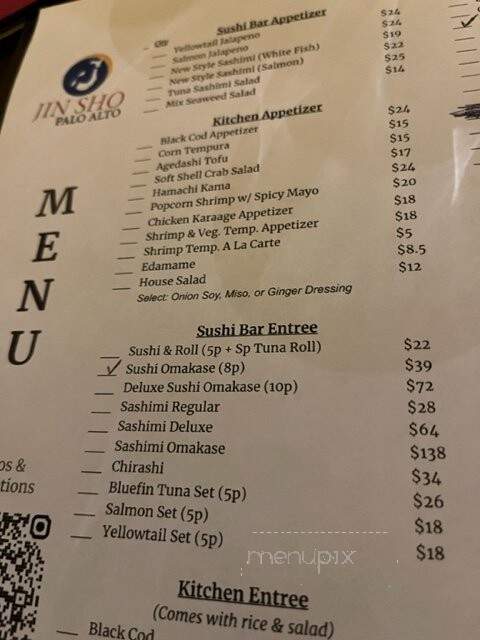 Sushi Bar Appetizer
Yellowtail Jalapeno $24
Salmon Jalapeno $24
New Style Sashimi (White Fish) $19
New Style Sashimi (Salmon) $22
Tuna Sashimi Salad $25
Mix Seaweed Salad $14
JIN SHO
PALO ALTO
MENU
Kitchen Appetizer
Black Cod Appetizer $24
Corn Tempura $15
Agedashi Tofu $15
Soft Shell Crab Salad $17
Hamachi Kama $24
Popcorn Shrimp w/ Spicy Mayo $20
Chicken Karaage Appetizer $18
Shrimp & Veg. Temp. Appetizer $18
Shrimp Temp. A La Carte $5
Edamame $8.5
House Salad $12
Select: Onion Soy, Miso, or Ginger Dressing
Sushi Bar Entree
Sushi & Roll (5p + Sp Tuna Roll) $22
✓ Sushi Omakase (8p) $39
Deluxe Sushi Omakase (10p) $72
Sashimi Regular $28
Sashimi Deluxe $64
Sashimi Omakase $138
Chirashi $34
Bluefin Tuna Set (5p) $26
Salmon Set (5p) $18
Yellowtail Set (5p) $18
os &
tions
menupix
Kitchen Entree
(Comes with rice & salad)
Black Cod